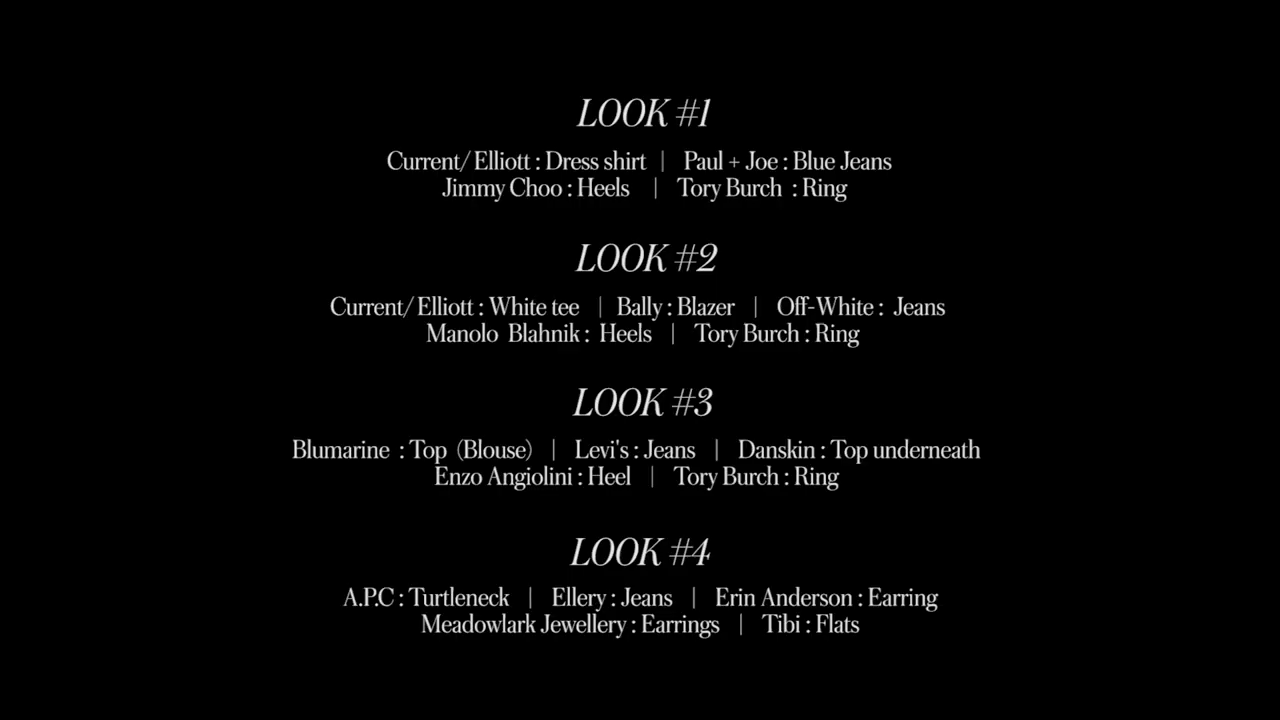 LOOK #1
Current/ Elliott : Dress shirt | Paul + Joe : Blue Jeans
Jimmy Choo : Heels | Tory Burch : Ring
LOOK #2
Current/ Elliott : White tee | Bally : Blazer | Off-White : Jeans
Manolo Blahnik : Heels | Tory Burch : Ring
LOOK #3
Blumarine : Top (Blouse) | Levi's : Jeans | Danskin : Top underneath
Enzo Angiolini : Heel | Tory Burch : Ring
LOOK #4
A.P.C : Turtleneck | Ellery : Jeans | Erin Anderson : Earring
Meadowlark Jewellery : Earrings | Tibi : Flats